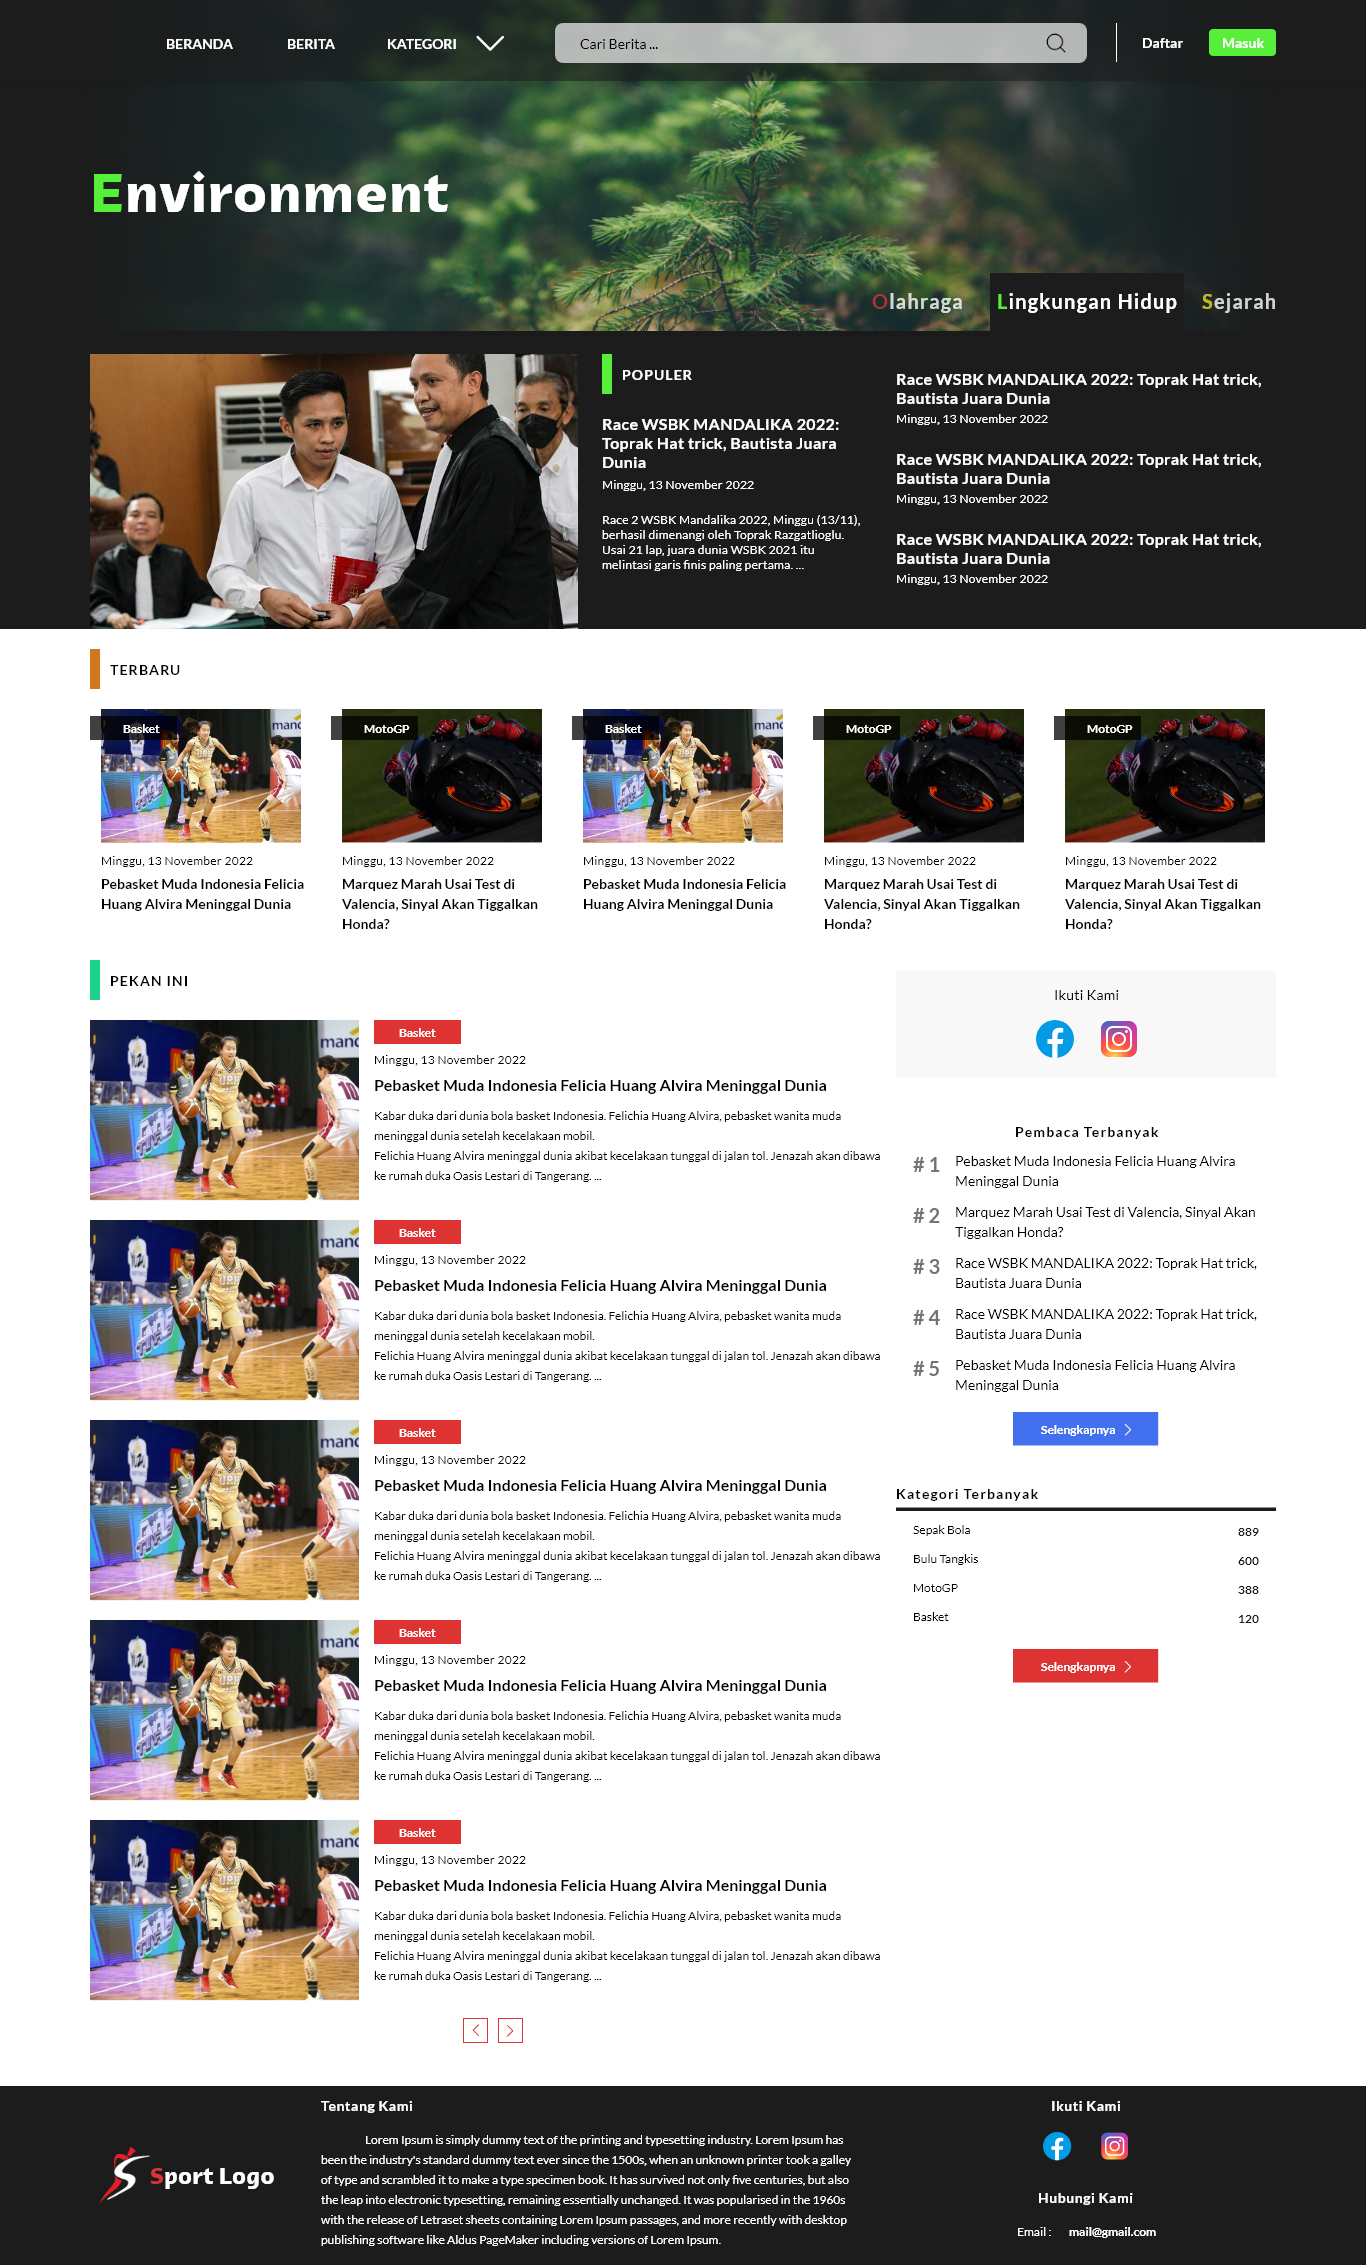 BERANDA
BERITA
KATEGORI
Cari Berita ...
Daftar
Masuk
Environment
Olahraga
Lingkungan Hidup
Sejarah
POPULER
Race WSBK MANDALIKA 2022:
Toprak Hat trick, Bautista Juara
Dunia
Minggu, 13 November 2022
Race 2 WSBK Mandalika 2022, Minggu (13/11),
berhasil dimenangi oleh Toprak Razgatlioglu.
Usai 21 lap, juara dunia WSBK 2021 itu
melintasi garis finis paling pertama. ...
Race WSBK MANDALIKA 2022: Toprak Hat trick,
Bautista Juara Dunia
Minggu, 13 November 2022
Race WSBK MANDALIKA 2022: Toprak Hat trick,
Bautista Juara Dunia
Minggu, 13 November 2022
Race WSBK MANDALIKA 2022: Toprak Hat trick,
Bautista Juara Dunia
Minggu, 13 November 2022
TERBARU
Basket
Minggu, 13 November 2022
Pebasket Muda Indonesia Felicia
Huang Alvira Meninggal Dunia
MotoGP
Minggu, 13 November 2022
Marquez Marah Usai Test di
Valencia, Sinyal Akan Tiggalkan
Honda?
Basket
Minggu, 13 November 2022
Pebasket Muda Indonesia Felicia
Huang Alvira Meninggal Dunia
MotoGP
Minggu, 13 November 2022
Marquez Marah Usai Test di
Valencia, Sinyal Akan Tiggalkan
Honda?
MotoGP
Minggu, 13 November 2022
Marquez Marah Usai Test di
Valencia, Sinyal Akan Tiggalkan
Honda?
PEKAN INI
Basket
Minggu, 13 November 2022
Pebasket Muda Indonesia Felicia Huang Alvira Meninggal Dunia
Kabar duka dari dunia bola basket Indonesia. Felichia Huang Alvira, pebasket wanita muda
meninggal dunia setelah kecelakaan mobil.
Felichia Huang Alvira meninggal dunia akibat kecelakaan tunggal di jalan tol. Jenazah akan dibawa
ke rumah duka Oasis Lestari di Tangerang. ...
Basket
Minggu, 13 November 2022
Pebasket Muda Indonesia Felicia Huang Alvira Meninggal Dunia
Kabar duka dari dunia bola basket Indonesia. Felichia Huang Alvira, pebasket wanita muda
meninggal dunia setelah kecelakaan mobil.
Felichia Huang Alvira meninggal dunia akibat kecelakaan tunggal di jalan tol. Jenazah akan dibawa
ke rumah duka Oasis Lestari di Tangerang. ...
Basket
Minggu, 13 November 2022
Pebasket Muda Indonesia Felicia Huang Alvira Meninggal Dunia
Kabar duka dari dunia bola basket Indonesia. Felichia Huang Alvira, pebasket wanita muda
meninggal dunia setelah kecelakaan mobil.
Felichia Huang Alvira meninggal dunia akibat kecelakaan tunggal di jalan tol. Jenazah akan dibawa
ke rumah duka Oasis Lestari di Tangerang. ...
Basket
Minggu, 13 November 2022
Pebasket Muda Indonesia Felicia Huang Alvira Meninggal Dunia
Kabar duka dari dunia bola basket Indonesia. Felichia Huang Alvira, pebasket wanita muda
meninggal dunia setelah kecelakaan mobil.
Felichia Huang Alvira meninggal dunia akibat kecelakaan tunggal di jalan tol. Jenazah akan dibawa
ke rumah duka Oasis Lestari di Tangerang. ...
Basket
Minggu, 13 November 2022
Pebasket Muda Indonesia Felicia Huang Alvira Meninggal Dunia
Kabar duka dari dunia bola basket Indonesia. Felichia Huang Alvira, pebasket wanita muda
meninggal dunia setelah kecelakaan mobil.
Felichia Huang Alvira meninggal dunia akibat kecelakaan tunggal di jalan tol. Jenazah akan dibawa
ke rumah duka Oasis Lestari di Tangerang. ...
Ikuti Kami
Pembaca Terbanyak
# 1 Pebasket Muda Indonesia Felicia Huang Alvira
Meninggal Dunia
# 2 Marquez Marah Usai Test di Valencia, Sinyal Akan
Tiggalkan Honda?
# 3 Race WSBK MANDALIKA 2022: Toprak Hat trick,
Bautista Juara Dunia
# 4 Race WSBK MANDALIKA 2022: Toprak Hat trick,
Bautista Juara Dunia
# 5 Pebasket Muda Indonesia Felicia Huang Alvira
Meninggal Dunia
Selengkapnya
Kategori Terbanyak
Sepak Bola 889
Bulu Tangkis 600
MotoGP 388
Basket 120
Selengkapnya
Sport Logo
Tentang Kami
Lorem Ipsum is simply dummy text of the printing and typesetting industry. Lorem Ipsum has
been the industry's standard dummy text ever since the 1500s, when an unknown printer took a galley
of type and scrambled it to make a type specimen book. It has survived not only five centuries, but also
the leap into electronic typesetting, remaining essentially unchanged. It was popularised in the 1960s
with the release of Letraset sheets containing Lorem Ipsum passages, and more recently with desktop
publishing software like Aldus PageMaker including versions of Lorem Ipsum.
Ikuti Kami
Hubungi Kami
Email : mail@gmail.com